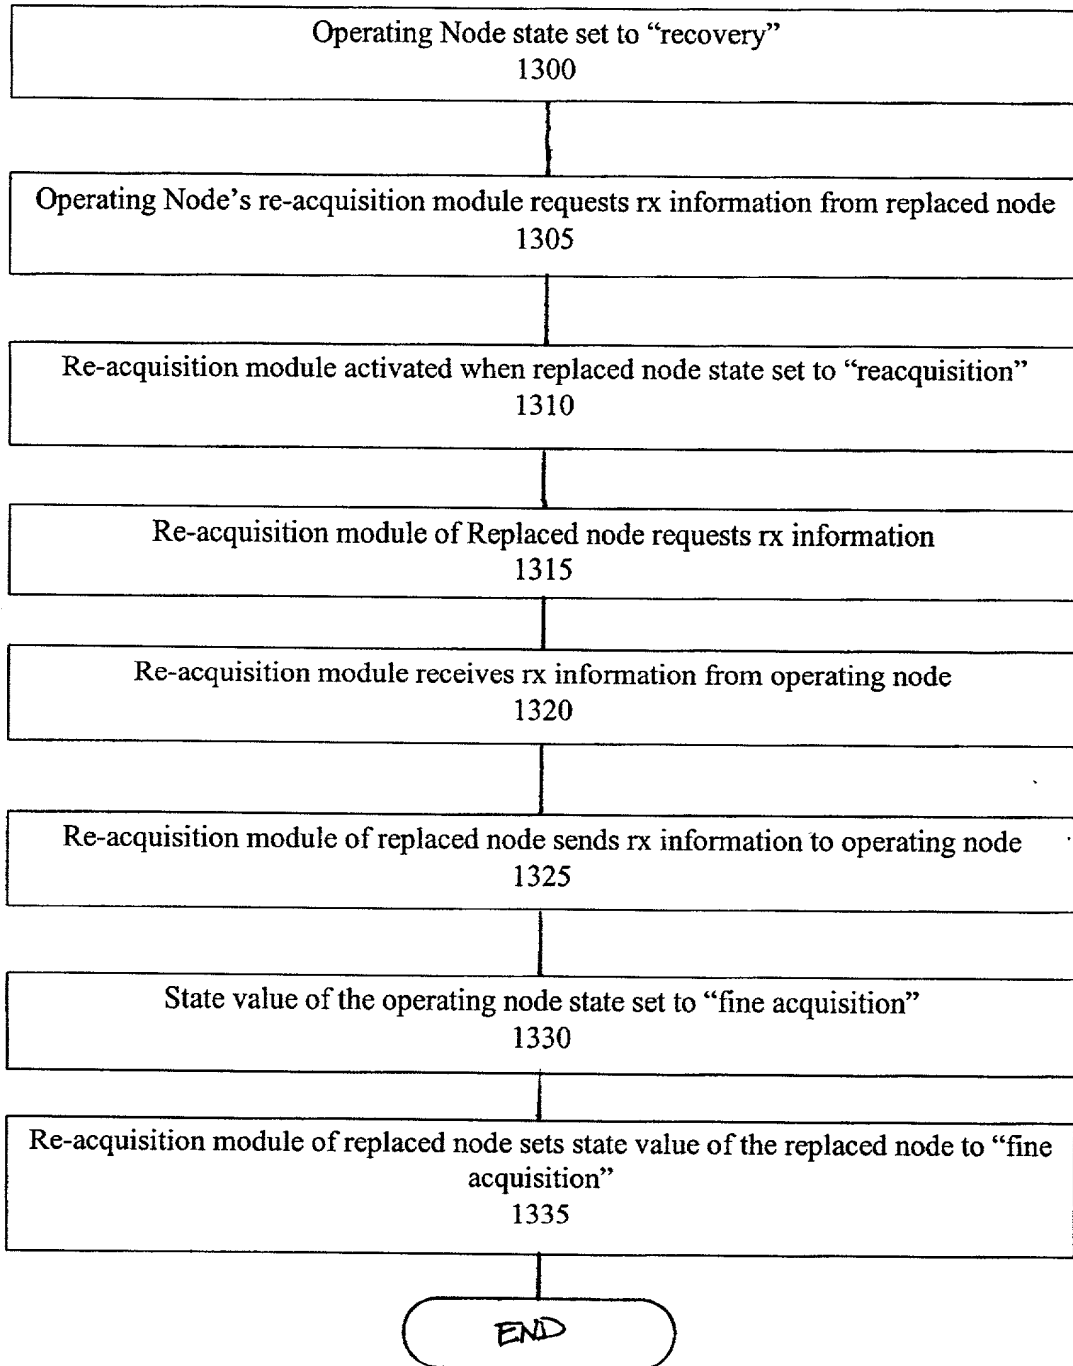 Operating Node state set to “recovery”
1300
Operating Node’s re-acquisition module requests rx information from replaced node
1305
Re-acquisition module activated when replaced node state set to “reacquisition”
1310
Re-acquisition module of Replaced node requests rx information
1315
Re-acquisition module receives rx information from operating node
1320
Re-acquisition module of replaced node sends rx information to operating node
1325
State value of the operating node state set to “fine acquisition”
1330
Re-acquisition module of replaced node sets state value of the replaced node to “fine
acquisition”
1335
END